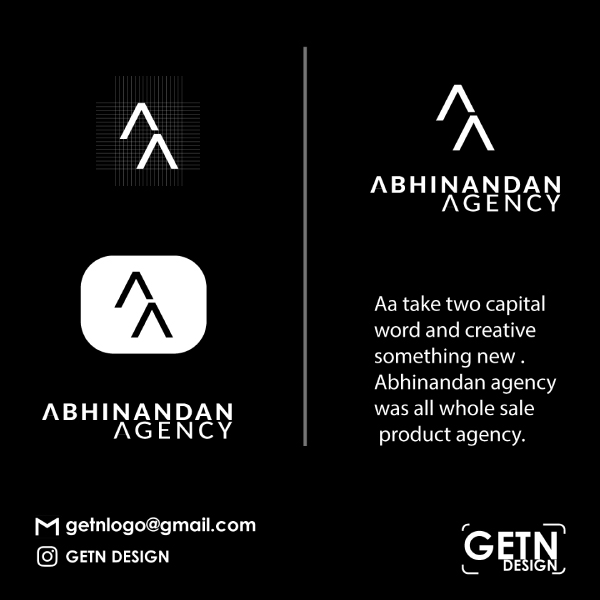 ABHINANDAN
AGENCY
ABHINANDAN
AGENCY
Aa take two capital
word and creative
something new .
Abhinandan agency
was all whole sale
product agency.
getnlogo@gmail.com
GETN DESIGN
GETN
DESIGN